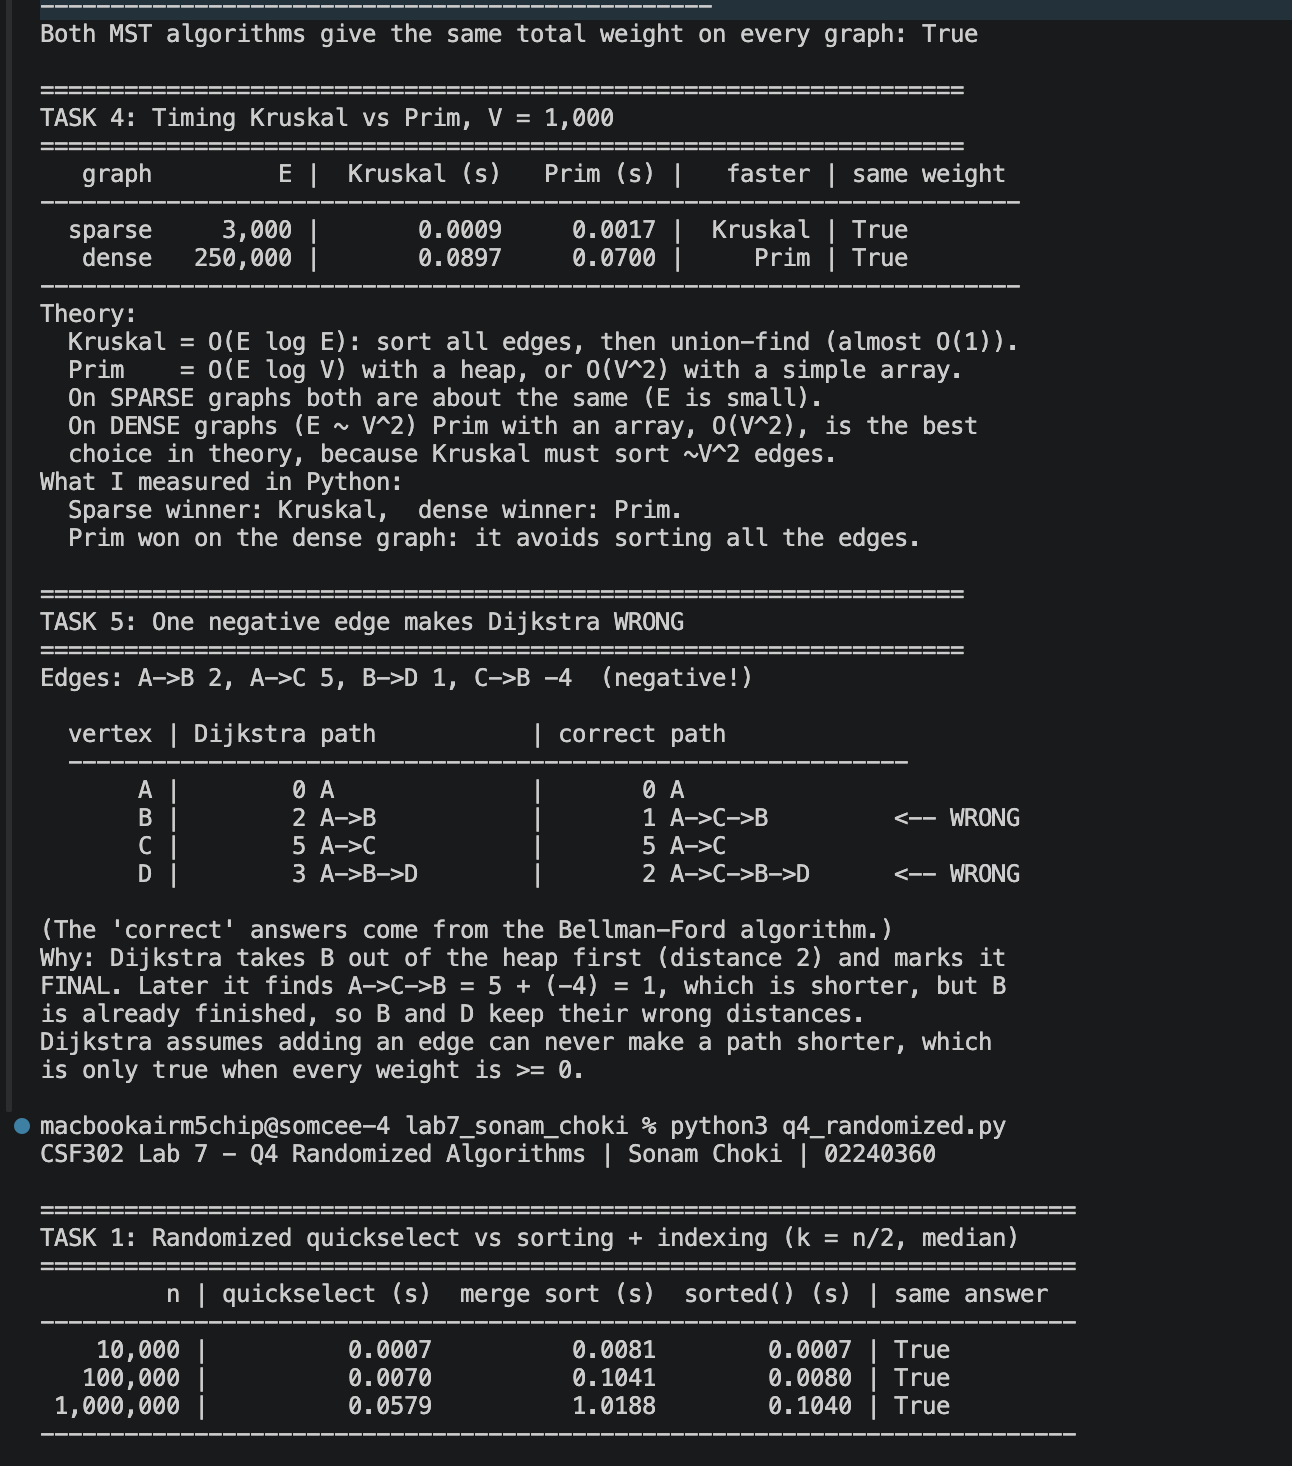 ------------------------------------------------
Both MST algorithms give the same total weight on every graph: True
==================================================================
TASK 4: Timing Kruskal vs Prim, V = 1,000
==================================================================
   graph         E |  Kruskal (s)   Prim (s) |   faster | same weight
----------------------------------------------------------------------
  sparse     3,000 |       0.0009     0.0017 |  Kruskal | True
   dense   250,000 |       0.0897     0.0700 |     Prim | True
----------------------------------------------------------------------
Theory:
  Kruskal = O(E log E): sort all edges, then union-find (almost O(1)).
  Prim    = O(E log V) with a heap, or O(V^2) with a simple array.
  On SPARSE graphs both are about the same (E is small).
  On DENSE graphs (E ~ V^2) Prim with an array, O(V^2), is the best
  choice in theory, because Kruskal must sort ~V^2 edges.
What I measured in Python:
  Sparse winner: Kruskal,  dense winner: Prim.
  Prim won on the dense graph: it avoids sorting all the edges.
==================================================================
TASK 5: One negative edge makes Dijkstra WRONG
==================================================================
Edges: A->B 2, A->C 5, B->D 1, C->B -4  (negative!)
  vertex | Dijkstra path           | correct path
  ------------------------------------------------------------
       A |        0 A              |       0 A
       B |        2 A->B           |       1 A->C->B         <-- WRONG
       C |        5 A->C           |       5 A->C
       D |        3 A->B->D        |       2 A->C->B->D      <-- WRONG
(The 'correct' answers come from the Bellman-Ford algorithm.)
Why: Dijkstra takes B out of the heap first (distance 2) and marks it
FINAL. Later it finds A->C->B = 5 + (-4) = 1, which is shorter, but B
is already finished, so B and D keep their wrong distances.
Dijkstra assumes adding an edge can never make a path shorter, which
is only true when every weight is >= 0.
macbookairm5chip@somcee-4 lab7_sonam_choki % python3 q4_randomized.py
CSF302 Lab 7 - Q4 Randomized Algorithms | Sonam Choki | 02240360
==========================================================================
TASK 1: Randomized quickselect vs sorting + indexing (k = n/2, median)
==========================================================================
         n | quickselect (s)  merge sort (s)  sorted() (s) | same answer
--------------------------------------------------------------------------
    10,000 |          0.0007          0.0081        0.0007 | True
   100,000 |          0.0070          0.1041        0.0080 | True
 1,000,000 |          0.0579          1.0188        0.1040 | True
--------------------------------------------------------------------------